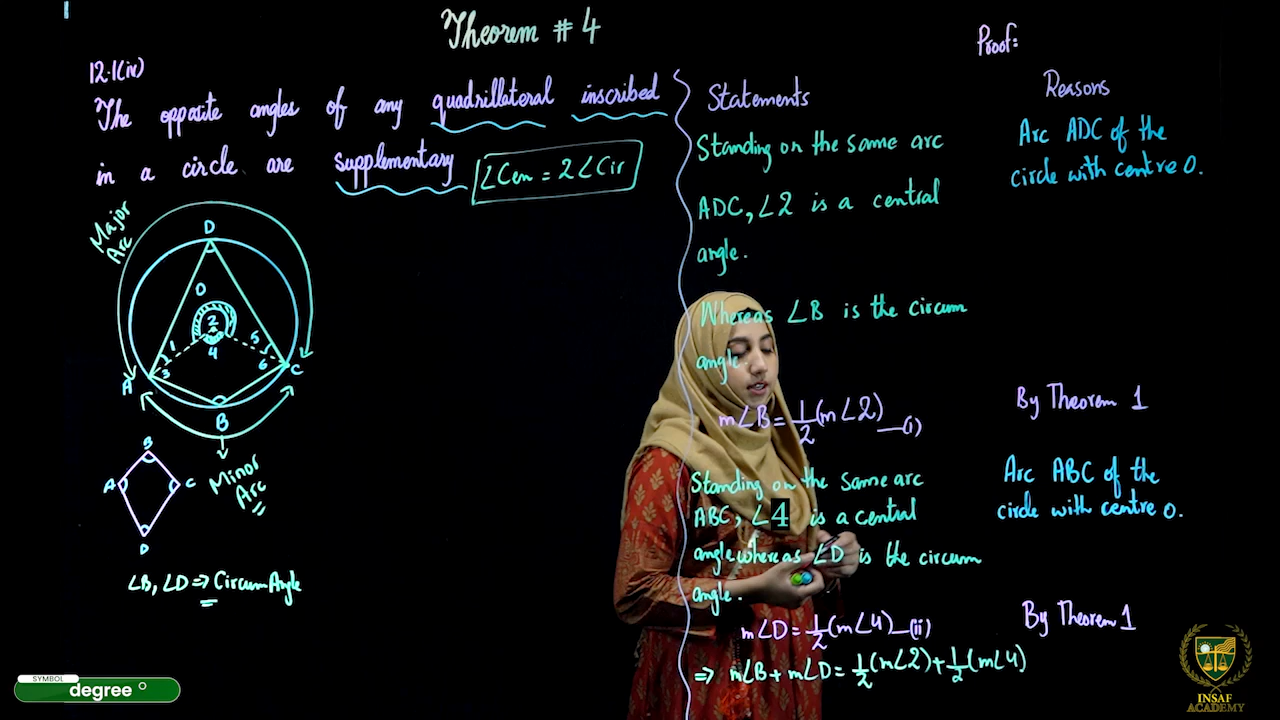 Theorem # 4
12.1(iv)
The opposite angles of any quadrillateral inscribed
in a circle are supplementary
∠Cen = 2∠Cir
Major
Arc
D
O
2
1
5
3
4
6
A
C
B
Minor
Arc
B
A
C
D
∠B, ∠D ⇒ Circum Angle
Proof:
Statements
Reasons
Standing on the same arc
ADC, ∠2 is a central
angle.
Arc ADC of the
circle with centre O.
Whereas ∠B is the circum
angle.
m∠B = 1/2 (m∠2) —(i)
By Theorem 1
Standing on the same arc
ABC, ∠4 is a central
angle whereas ∠D is the circum
angle.
Arc ABC of the
circle with centre O.
m∠D = 1/2 (m∠4) —(ii)
By Theorem 1
⇒ m∠B + m∠D = 1/2 (m∠2) + 1/2 (m∠4)
SYMBOL
degree °
INSAF
ACADEMY